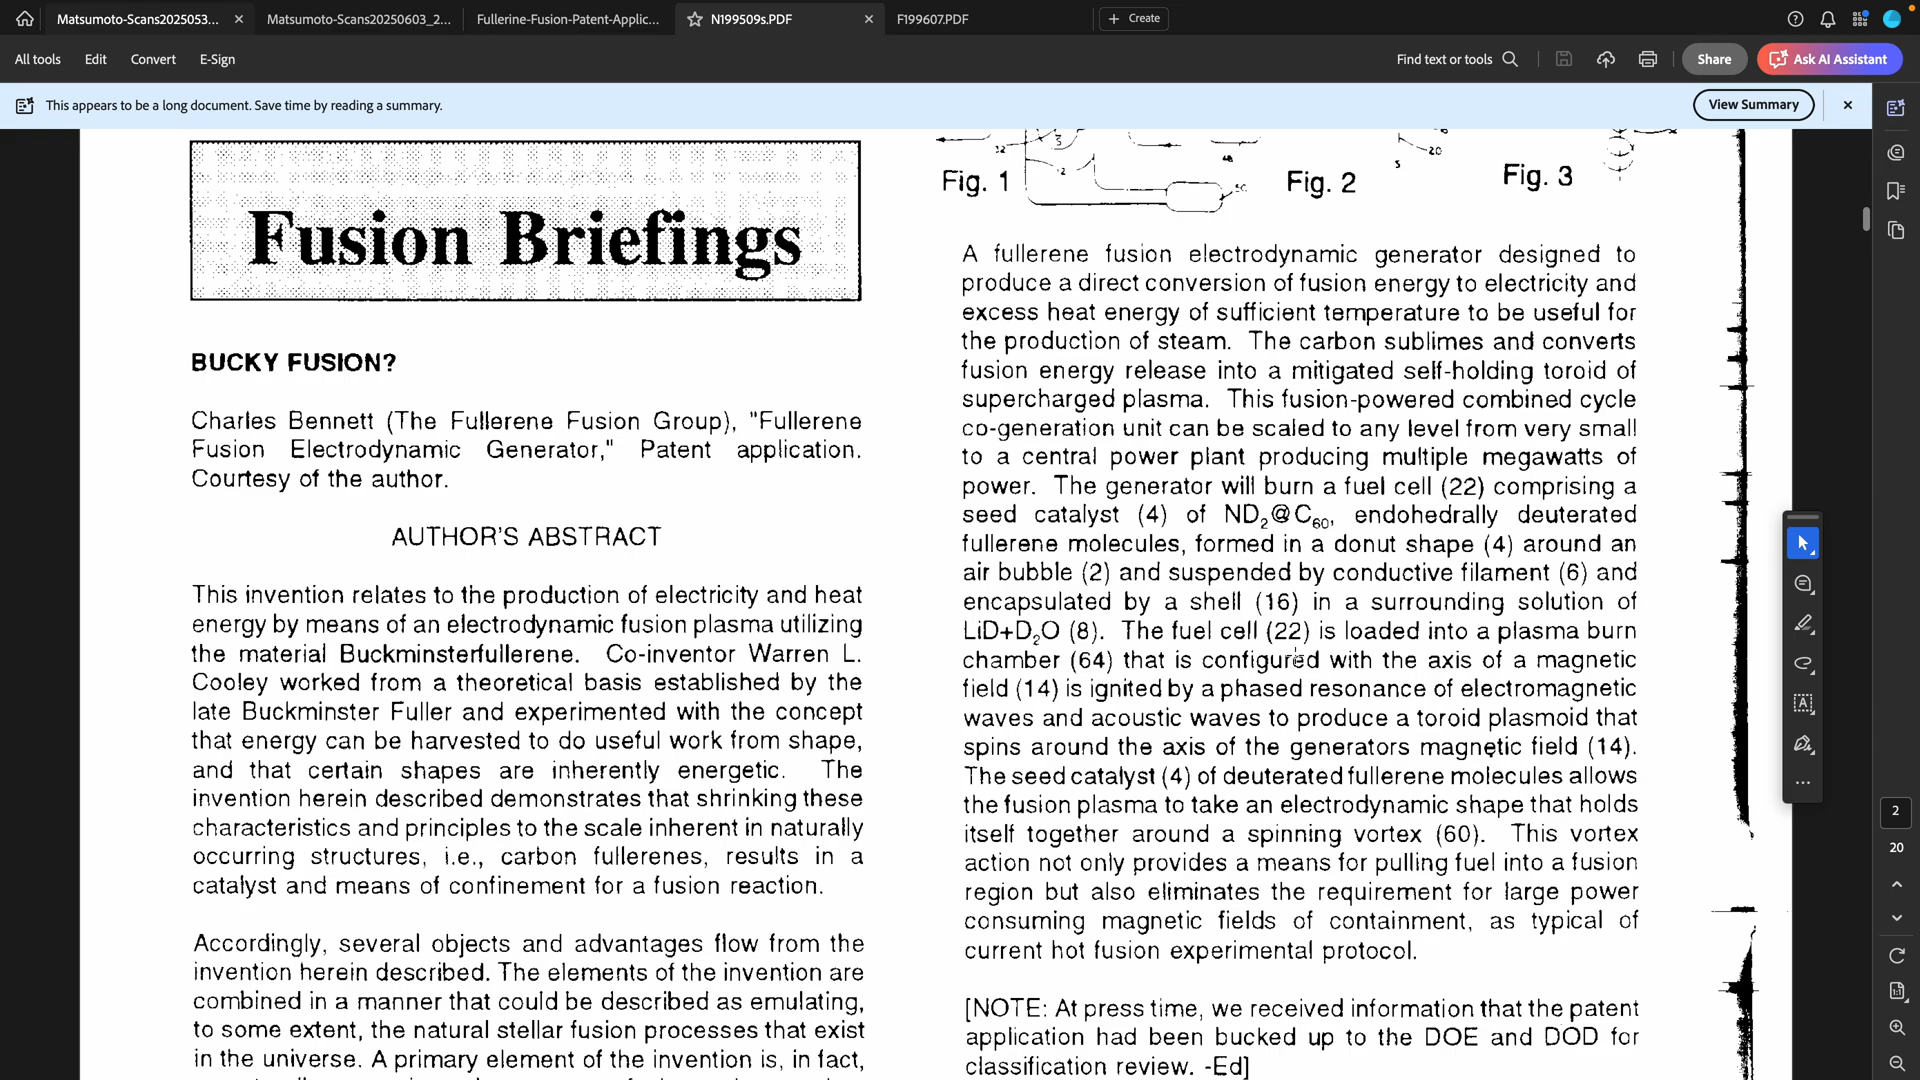 Matsumoto-Scans2025053...
Matsumoto-Scans20250603_2...
Fullerine-Fusion-Patent-Applic...
N199509s.PDF
F199607.PDF
Create
All tools
Edit
Convert
E-Sign
Find text or tools
Share
Ask AI Assistant
This appears to be a long document. Save time by reading a summary.
View Summary
Fusion Briefings
BUCKY FUSION?
Charles Bennett (The Fullerene Fusion Group), "Fullerene
Fusion Electrodynamic Generator," Patent application.
Courtesy of the author.
AUTHOR'S ABSTRACT
This invention relates to the production of electricity and heat
energy by means of an electrodynamic fusion plasma utilizing
the material Buckminsterfullerene. Co-inventor Warren L.
Cooley worked from a theoretical basis established by the
late Buckminster Fuller and experimented with the concept
that energy can be harvested to do useful work from shape,
and that certain shapes are inherently energetic. The
invention herein described demonstrates that shrinking these
characteristics and principles to the scale inherent in naturally
occurring structures, i.e., carbon fullerenes, results in a
catalyst and means of confinement for a fusion reaction.
Accordingly, several objects and advantages flow from the
invention herein described. The elements of the invention are
combined in a manner that could be described as emulating,
to some extent, the natural stellar fusion processes that exist
in the universe. A primary element of the invention is, in fact,
32
3
12
50
Fig. 1
48
Fig. 2
S
20
Fig. 3
A fullerene fusion electrodynamic generator designed to
produce a direct conversion of fusion energy to electricity and
excess heat energy of sufficient temperature to be useful for
the production of steam. The carbon sublimes and converts
fusion energy release into a mitigated self-holding toroid of
supercharged plasma. This fusion-powered combined cycle
co-generation unit can be scaled to any level from very small
to a central power plant producing multiple megawatts of
power. The generator will burn a fuel cell (22) comprising a
seed catalyst (4) of ND₂@C₆₀, endohedrally deuterated
fullerene molecules, formed in a donut shape (4) around an
air bubble (2) and suspended by conductive filament (6) and
encapsulated by a shell (16) in a surrounding solution of
LiD+D₂O (8). The fuel cell (22) is loaded into a plasma burn
chamber (64) that is configured with the axis of a magnetic
field (14) is ignited by a phased resonance of electromagnetic
waves and acoustic waves to produce a toroid plasmoid that
spins around the axis of the generators magnetic field (14).
The seed catalyst (4) of deuterated fullerene molecules allows
the fusion plasma to take an electrodynamic shape that holds
itself together around a spinning vortex (60). This vortex
action not only provides a means for pulling fuel into a fusion
region but also eliminates the requirement for large power
consuming magnetic fields of containment, as typical of
current hot fusion experimental protocol.
[NOTE: At press time, we received information that the patent
application had been bucked up to the DOE and DOD for
classification review. -Ed]
2
20